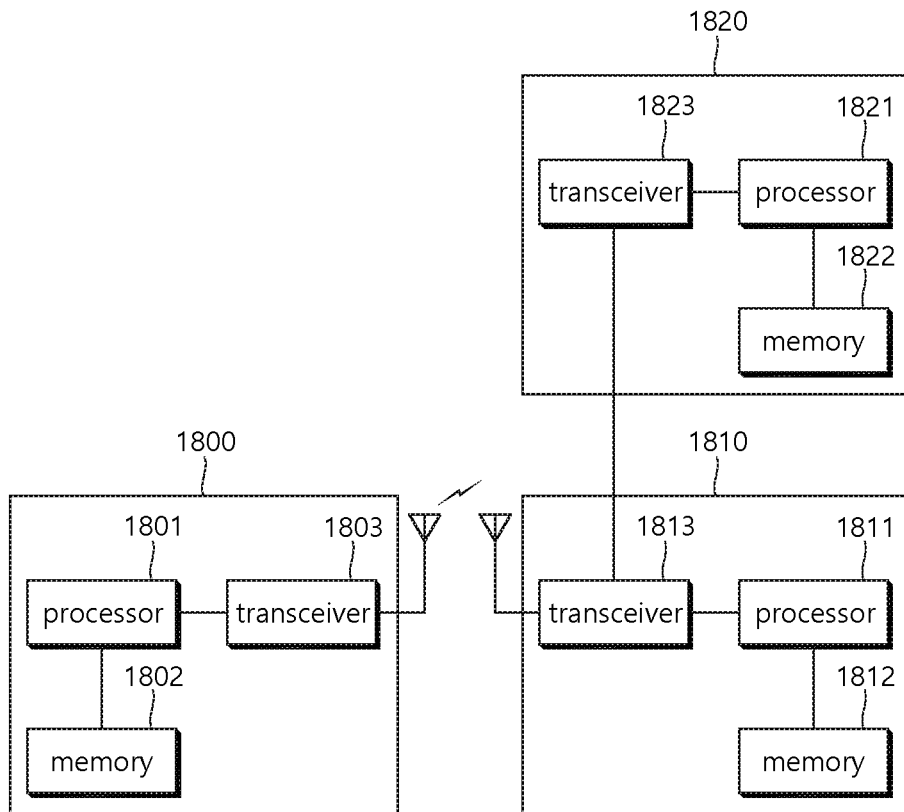 1820
1823
1821
transceiver
processor
1822
memory
1800
1810
1801
1803
1813
1811
processor
transceiver
transceiver
processor
1802
1812
memory
memory